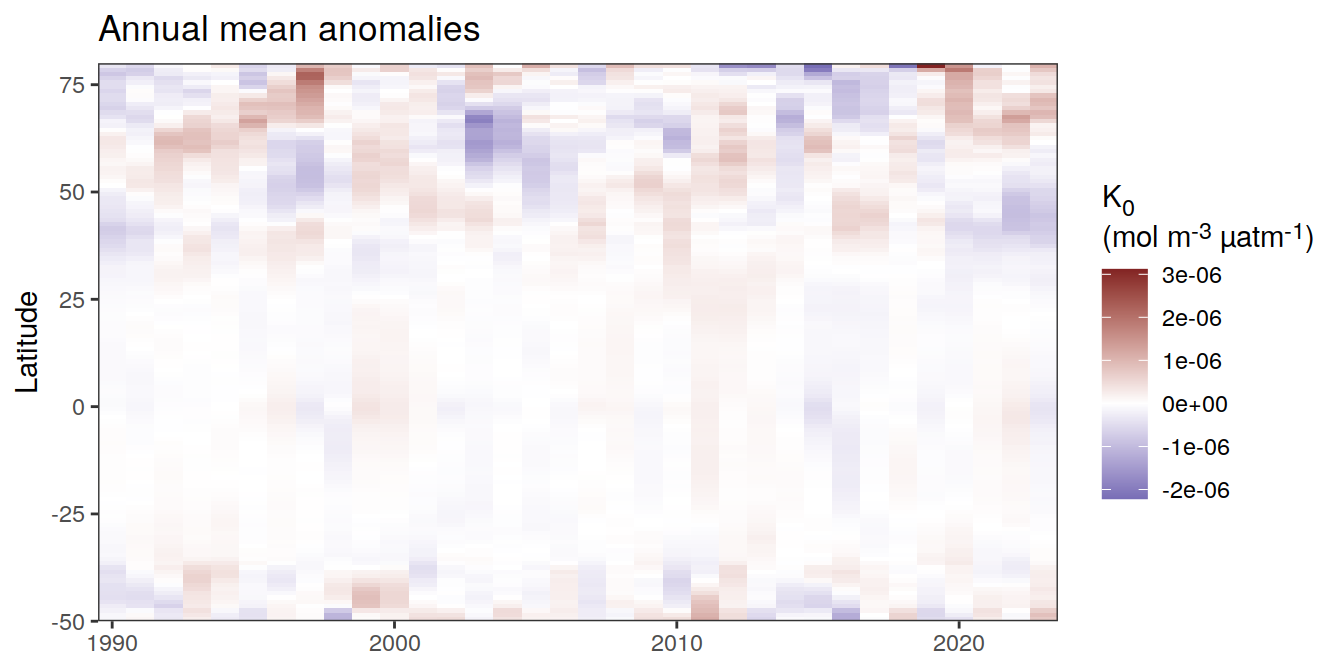 Annual mean anomalies
Latitude
75
50
25
0
-25
-50
1990
2000
2010
2020
K0
(mol m-3 µatm-1)
3e-06
2e-06
1e-06
0e+00
-1e-06
-2e-06